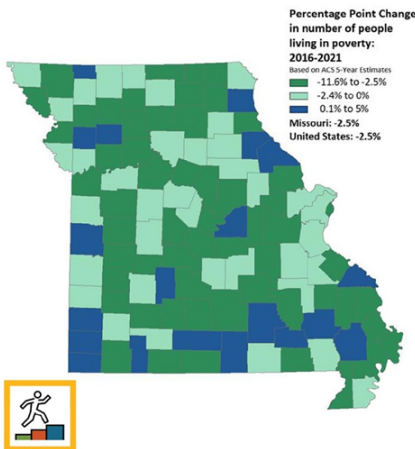 Percentage Point Change
in number of people
living in poverty:
2016-2021
Based on ACS 5-Year Estimates
-11.6% to -2.5%
-2.4% to 0%
0.1% to 5%
Missouri: -2.5%
United States: -2.5%